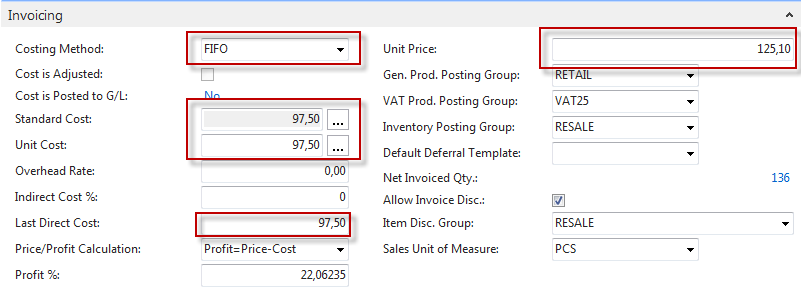 Invoicing
Costing Method: FIFO
Cost is Adjusted:
Cost is Posted to G/L: No
Standard Cost: 97,50 ...
Unit Cost: 97,50 ...
Overhead Rate: 0,00
Indirect Cost %: 0
Last Direct Cost: 97,50
Price/Profit Calculation: Profit=Price-Cost
Profit %: 22,06235
Unit Price: 125,10
Gen. Prod. Posting Group: RETAIL
VAT Prod. Posting Group: VAT25
Inventory Posting Group: RESALE
Default Deferral Template:
Net Invoiced Qty.: 136
Allow Invoice Disc.:
Item Disc. Group: RESALE
Sales Unit of Measure: PCS